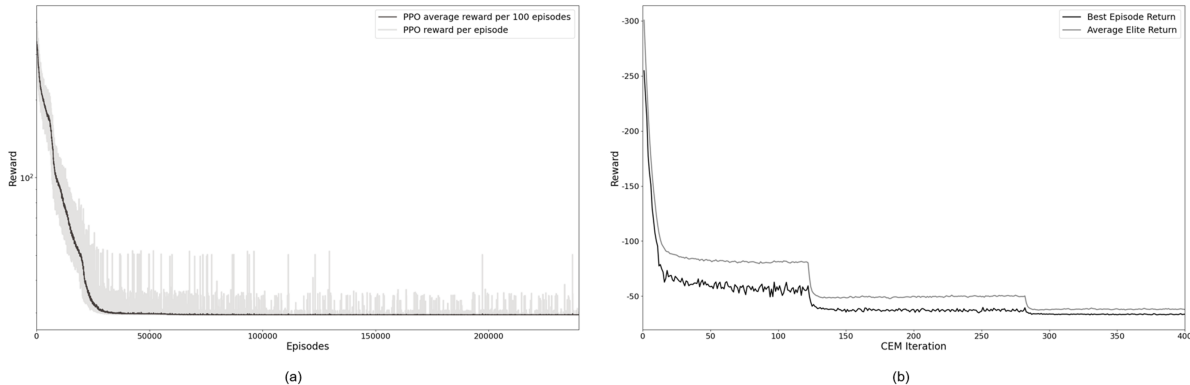 PPO average reward per 100 episodes
PPO reward per episode
Reward
10²
0
50000
100000
150000
200000
Episodes
(a)
Best Episode Return
Average Elite Return
Reward
-300
-250
-200
-150
-100
-50
0
50
100
150
200
250
300
350
400
CEM Iteration
(b)